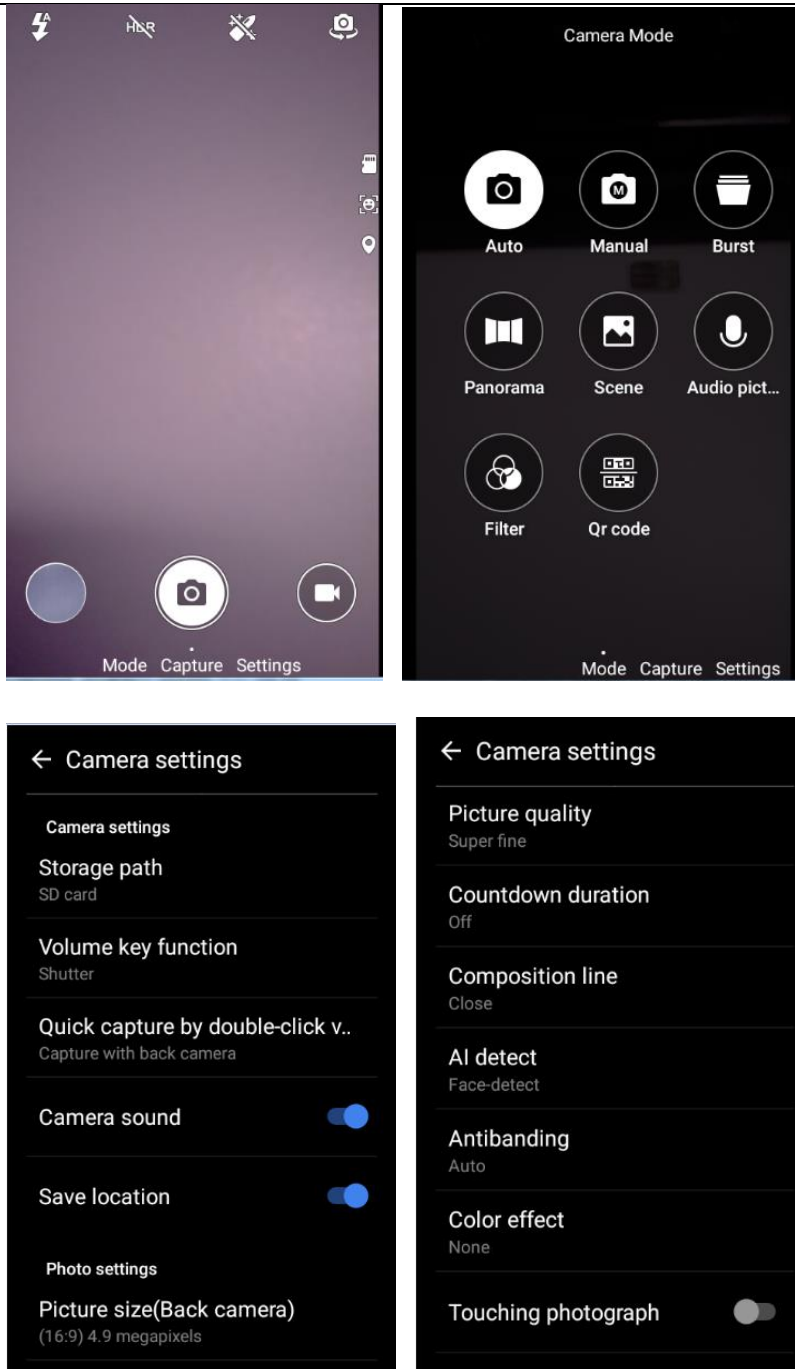 A
HDR
Mode Capture Settings
Camera Mode
M
Auto Manual Burst
Panorama Scene Audio pict...
Filter Qr code
Mode Capture Settings
← Camera settings
Camera settings
Storage path
SD card
Volume key function
Shutter
Quick capture by double-click v..
Capture with back camera
Camera sound
Save location
Photo settings
Picture size(Back camera)
(16:9) 4.9 megapixels
← Camera settings
Picture quality
Super fine
Countdown duration
Off
Composition line
Close
AI detect
Face-detect
Antibanding
Auto
Color effect
None
Touching photograph